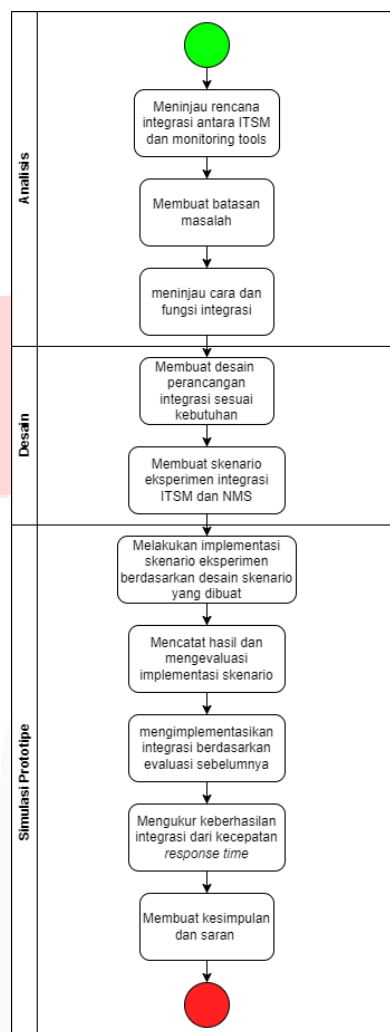 Analisis
Meninjau rencana
integrasi antara ITSM
dan monitoring tools
Membuat batasan
masalah
meninjau cara dan
fungsi integrasi
Desain
Membuat desain
perancangan
integrasi sesuai
kebutuhan
Membuat skenario
eksperimen integrasi
ITSM dan NMS
Simulasi Prototipe
Melakukan implementasi
skenario eksperimen
berdasarkan desain skenario
yang dibuat
Mencatat hasil dan
mengevaluasi
implementasi skenario
mengimplementasikan
integrasi berdasarkan
evaluasi sebelumnya
Mengukur keberhasilan
integrasi dari kecepatan
response time
Membuat kesimpulan
dan saran